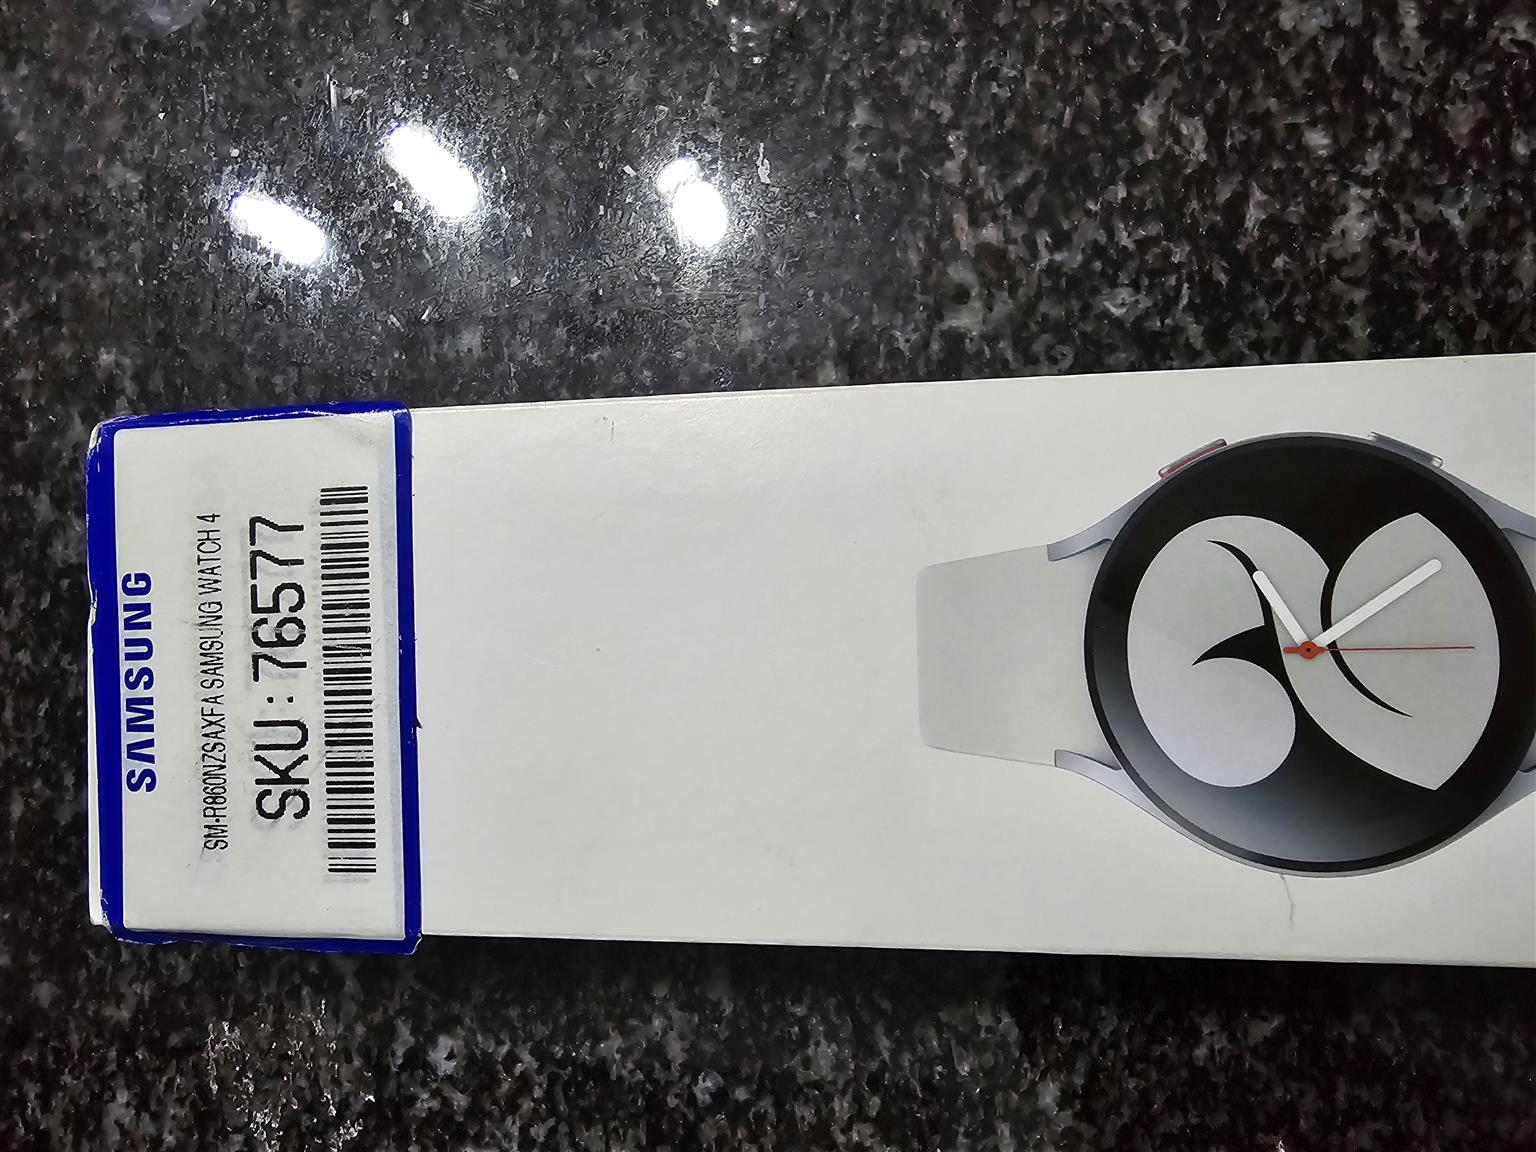 SAMSUNG
SM-R860NZSAXFA SAMSUNG WATCH 4
SKU: 76577